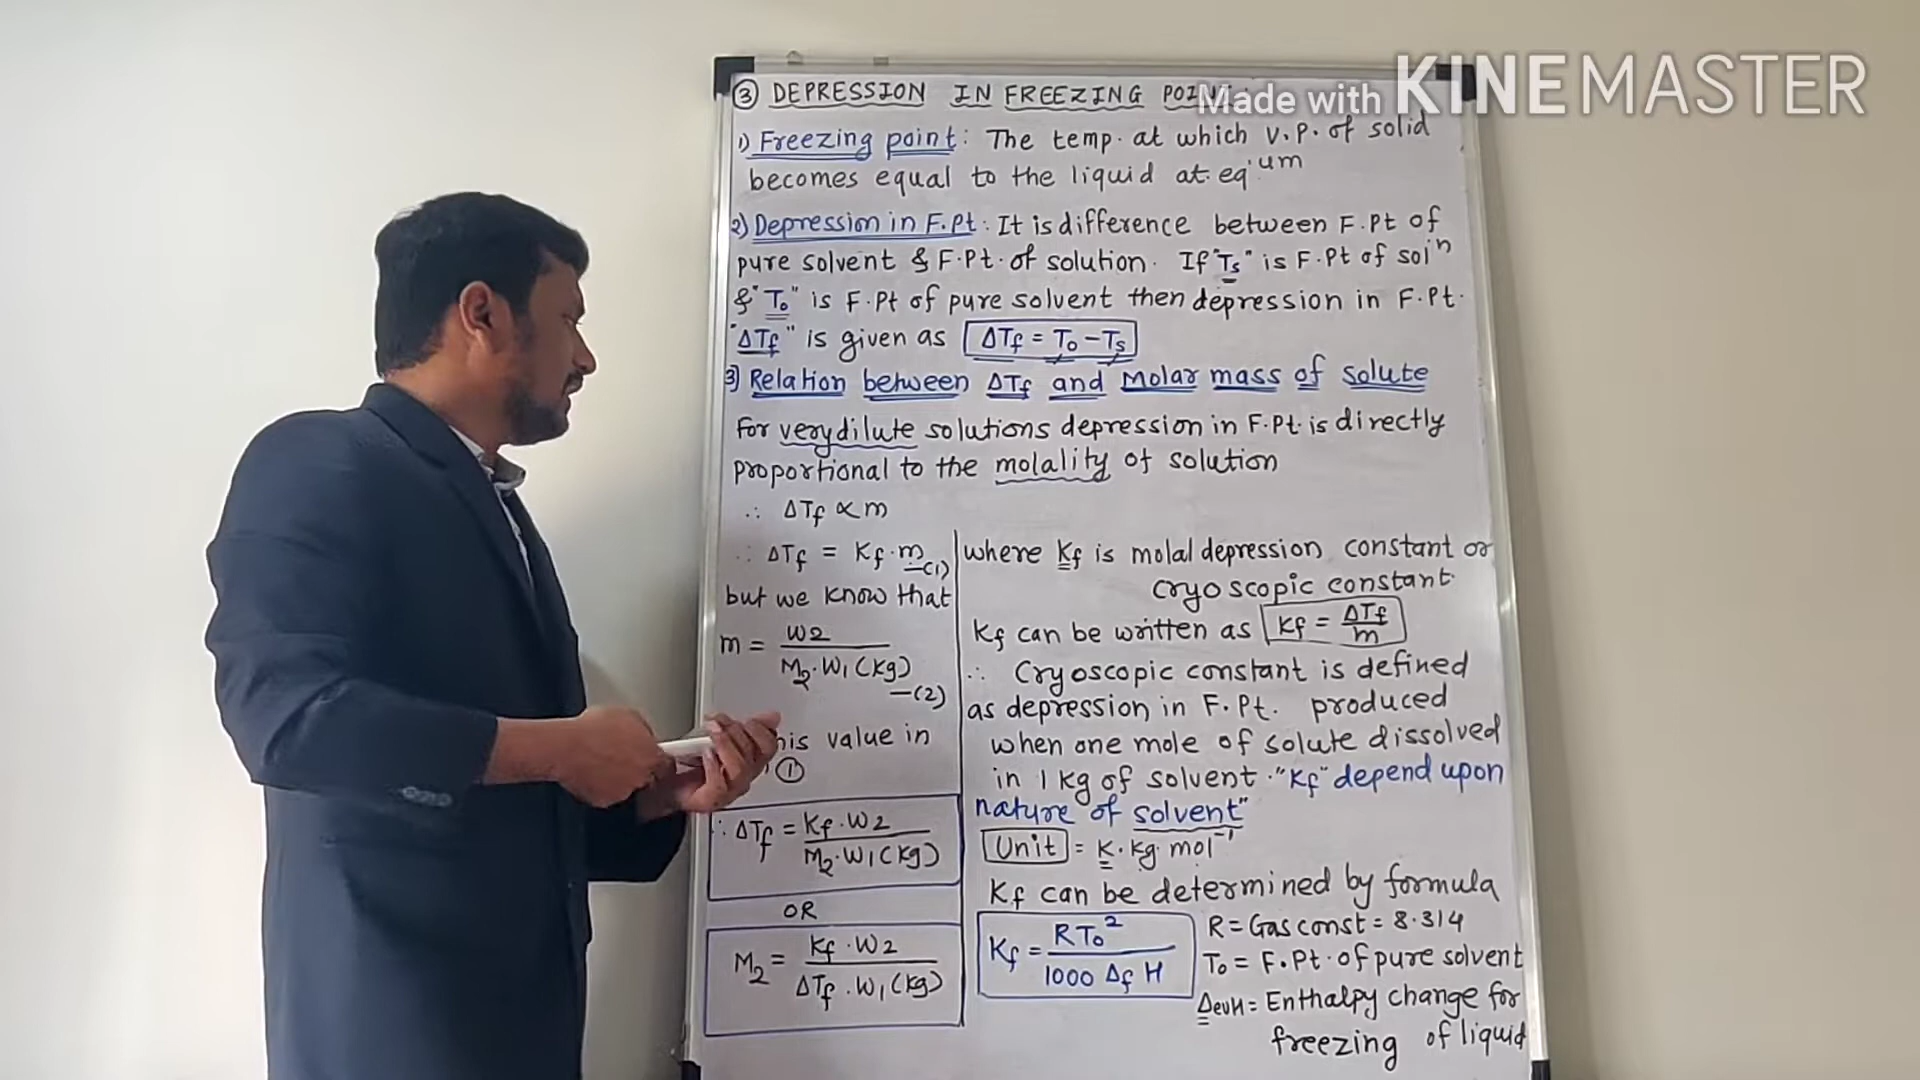 Made with KINEMASTER
③ DEPRESSION IN FREEZING
1) Freezing point: The temp. at which V.P. of solid
becomes equal to the liquid at eq'um
2) Depression in F.Pt: It is difference between F.Pt of
pure solvent & F.Pt. of solution. If "Ts" is F.Pt of sol'n
& "To" is F.Pt of pure solvent then depression in F.Pt.
"ΔTf" is given as ΔTf = To - Ts
3) Relation between ΔTf and Molar mass of solute
For very dilute solutions depression in F.Pt. is directly
proportional to the molality of solution
∴ ΔTf ∝ m
∴ ΔTf = Kf · m —(1)
but we know that
m = W2 / M2 · W1 (kg) —(2)
his value in
①
∴ ΔTf = Kf · W2 / M2 · W1 (kg)
OR
M2 = Kf · W2 / ΔTf · W1 (kg)
where Kf is molal depression constant or
cryoscopic constant.
Kf can be written as Kf = ΔTf / m
∴ Cryoscopic constant is defined
as depression in F.Pt. produced
when one mole of solute dissolved
in 1 kg of solvent. "Kf" depend upon
nature of solvent"
Unit = K · kg mol⁻¹
Kf can be determined by formula
Kf = RTo² / 1000 ΔfH
R = Gas const = 8.314
To = F.Pt. of pure solvent
ΔevH = Enthalpy change for
freezing of liquid